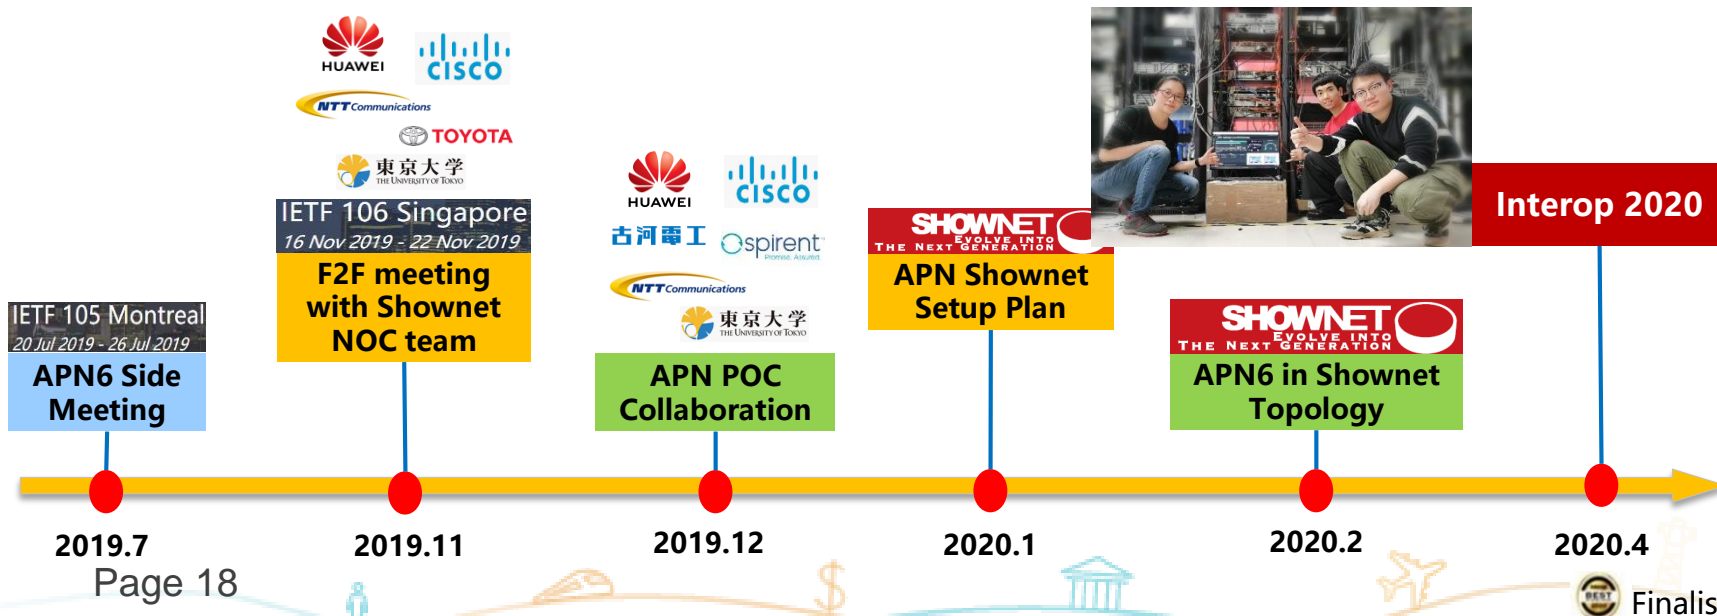 HUAWEI
CISCO
NTT Communications
TOYOTA
東京大学
THE UNIVERSITY OF TOKYO
IETF 106 Singapore
16 Nov 2019 - 22 Nov 2019
F2F meeting
with Shownet
NOC team
IETF 105 Montreal
20 Jul 2019 - 26 Jul 2019
APN6 Side
Meeting
HUAWEI
CISCO
古河電工
spirent
Promise. Assured.
NTT Communications
東京大学
THE UNIVERSITY OF TOKYO
APN POC
Collaboration
SHOWNET
EVOLVE INTO
THE NEXT GENERATION
APN Shownet
Setup Plan
SHOWNET
EVOLVE INTO
THE NEXT GENERATION
APN6 in Shownet
Topology
Interop 2020
2019.7
2019.11
2019.12
2020.1
2020.2
2020.4
Page 18
$
BEST
Finalis